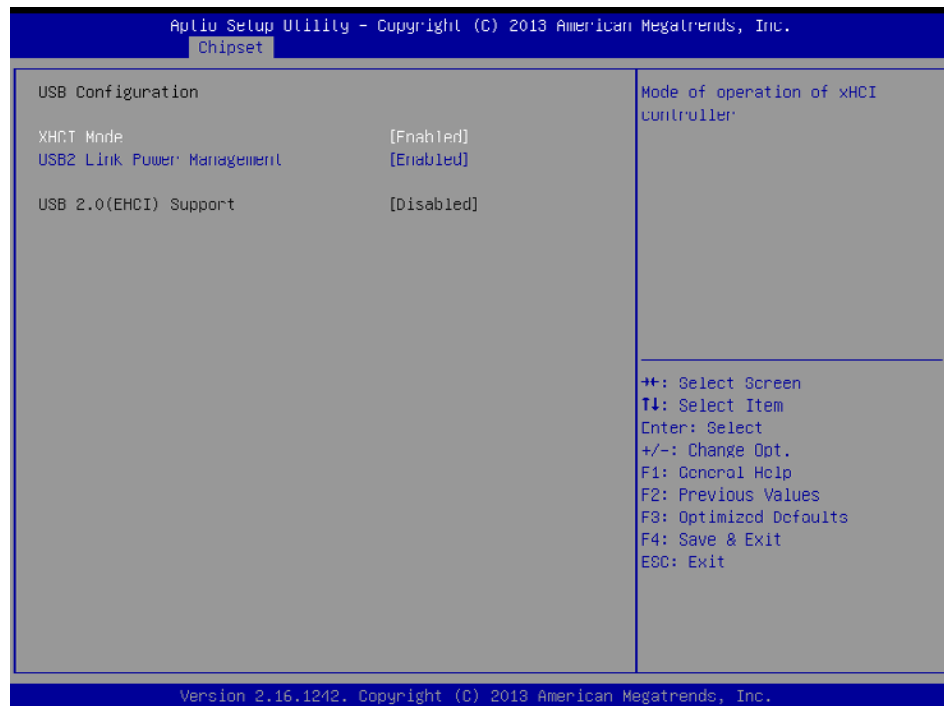 Aptio Setup Utility – Copyright (C) 2013 American Megatrends, Inc.
Chipset
USB Configuration
XHCI Mode [Enabled]
USB2 Link Power Management [Enabled]
USB 2.0(EHCI) Support [Disabled]
Mode of operation of xHCI
controller
→←: Select Screen
↑↓: Select Item
Enter: Select
+/-: Change Opt.
F1: General Help
F2: Previous Values
F3: Optimized Defaults
F4: Save & Exit
ESC: Exit
Version 2.16.1242. Copyright (C) 2013 American Megatrends, Inc.